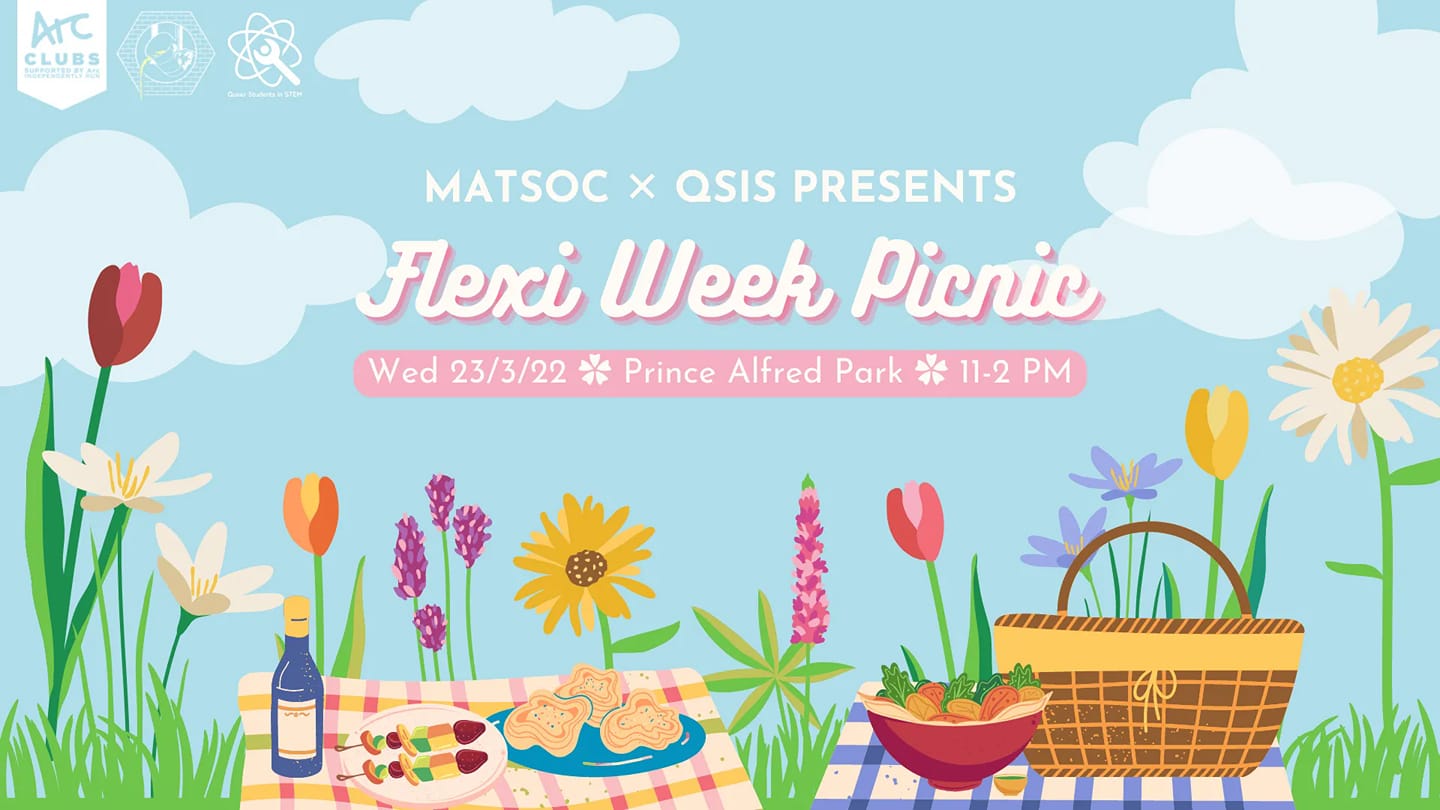 Arc
CLUBS
SUPPORTED BY Arc
INDEPENDENTLY RUN
Queer Students in STEM
MATSOC × QSIS PRESENTS
Flexi Week Picnic
Wed 23/3/22 Prince Alfred Park 11-2 PM